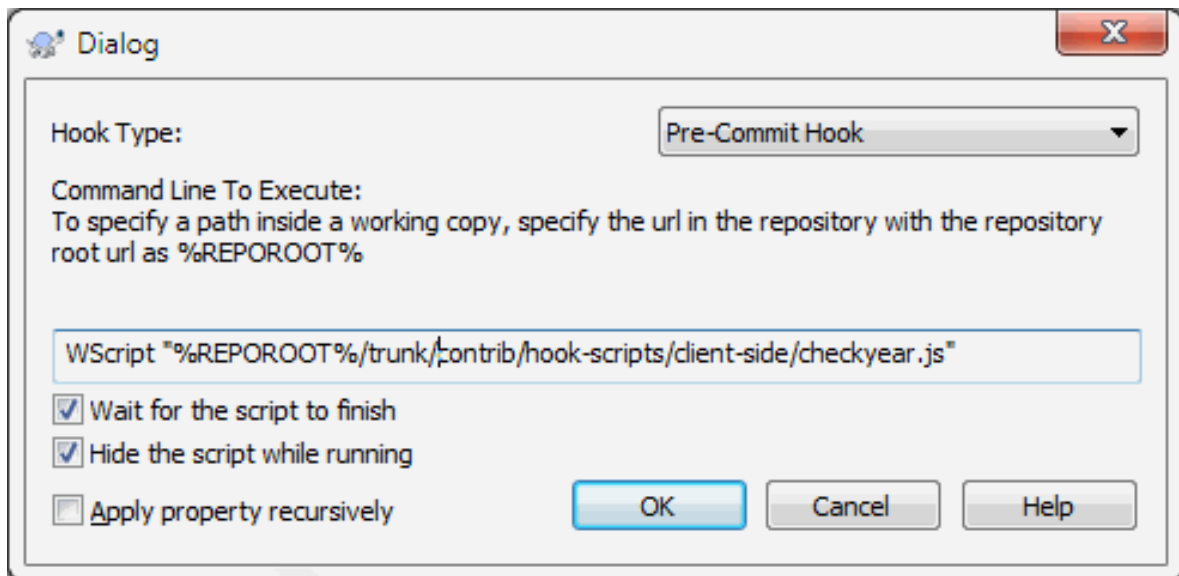 Dialog
Hook Type:
Pre-Commit Hook
Command Line To Execute:
To specify a path inside a working copy, specify the url in the repository with the repository
root url as %REPOROOT%
WScript "%REPOROOT%/trunk/contrib/hook-scripts/client-side/checkyear.js"
Wait for the script to finish
Hide the script while running
Apply property recursively
OK
Cancel
Help